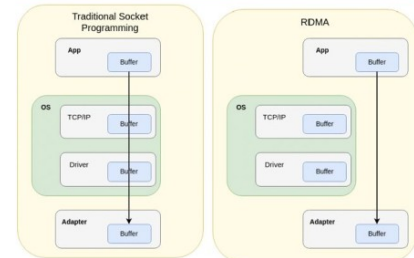 Traditional Socket
Programming
App
Buffer
OS
TCP/IP
Buffer
Driver
Buffer
Adapter
Buffer
RDMA
App
Buffer
OS
TCP/IP
Buffer
Driver
Buffer
Adapter
Buffer